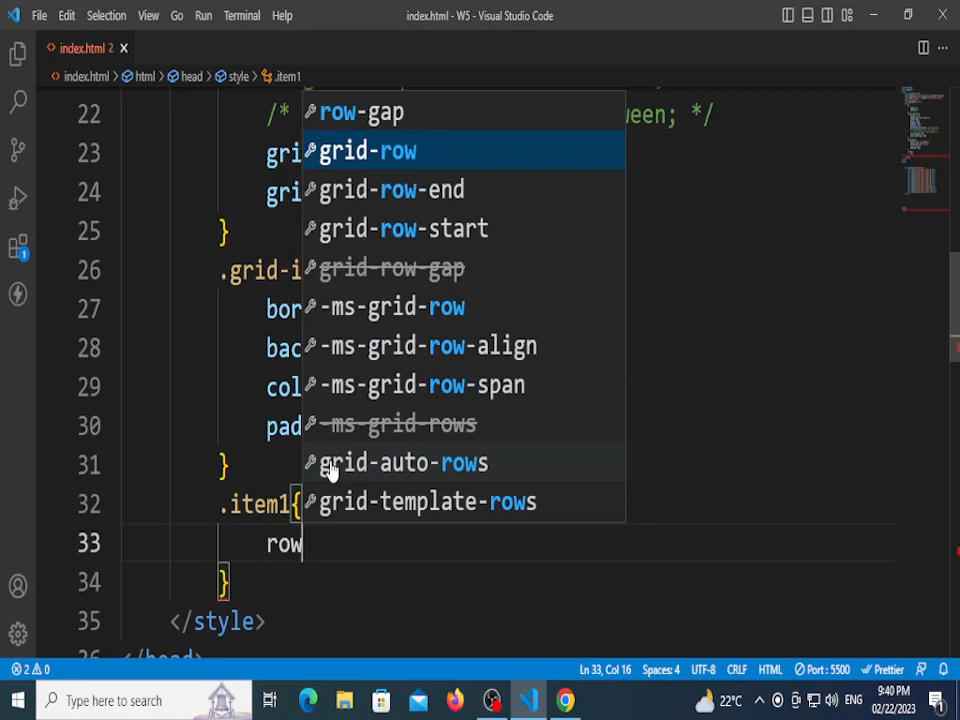 File Edit Selection View Go Run Terminal Help
index.html - W5 - Visual Studio Code
index.html 2
index.html > html > head > style > .item1
22 /* ween; */
23 gri
24 gri
25 }
26 .grid-i
27 bor
28 bac
29 col
30 pad
31 }
32 .item1{
33 row
34 }
35 </style>
36 </head>
row-gap
grid-row
grid-row-end
grid-row-start
grid-row-gap
-ms-grid-row
-ms-grid-row-align
-ms-grid-row-span
-ms-grid-rows
grid-auto-rows
grid-template-rows
1
2 0
Ln 33, Col 16 Spaces: 4 UTF-8 CRLF HTML Port : 5500 Prettier
Type here to search
22°C
ENG
9:40 PM
02/22/2023
1